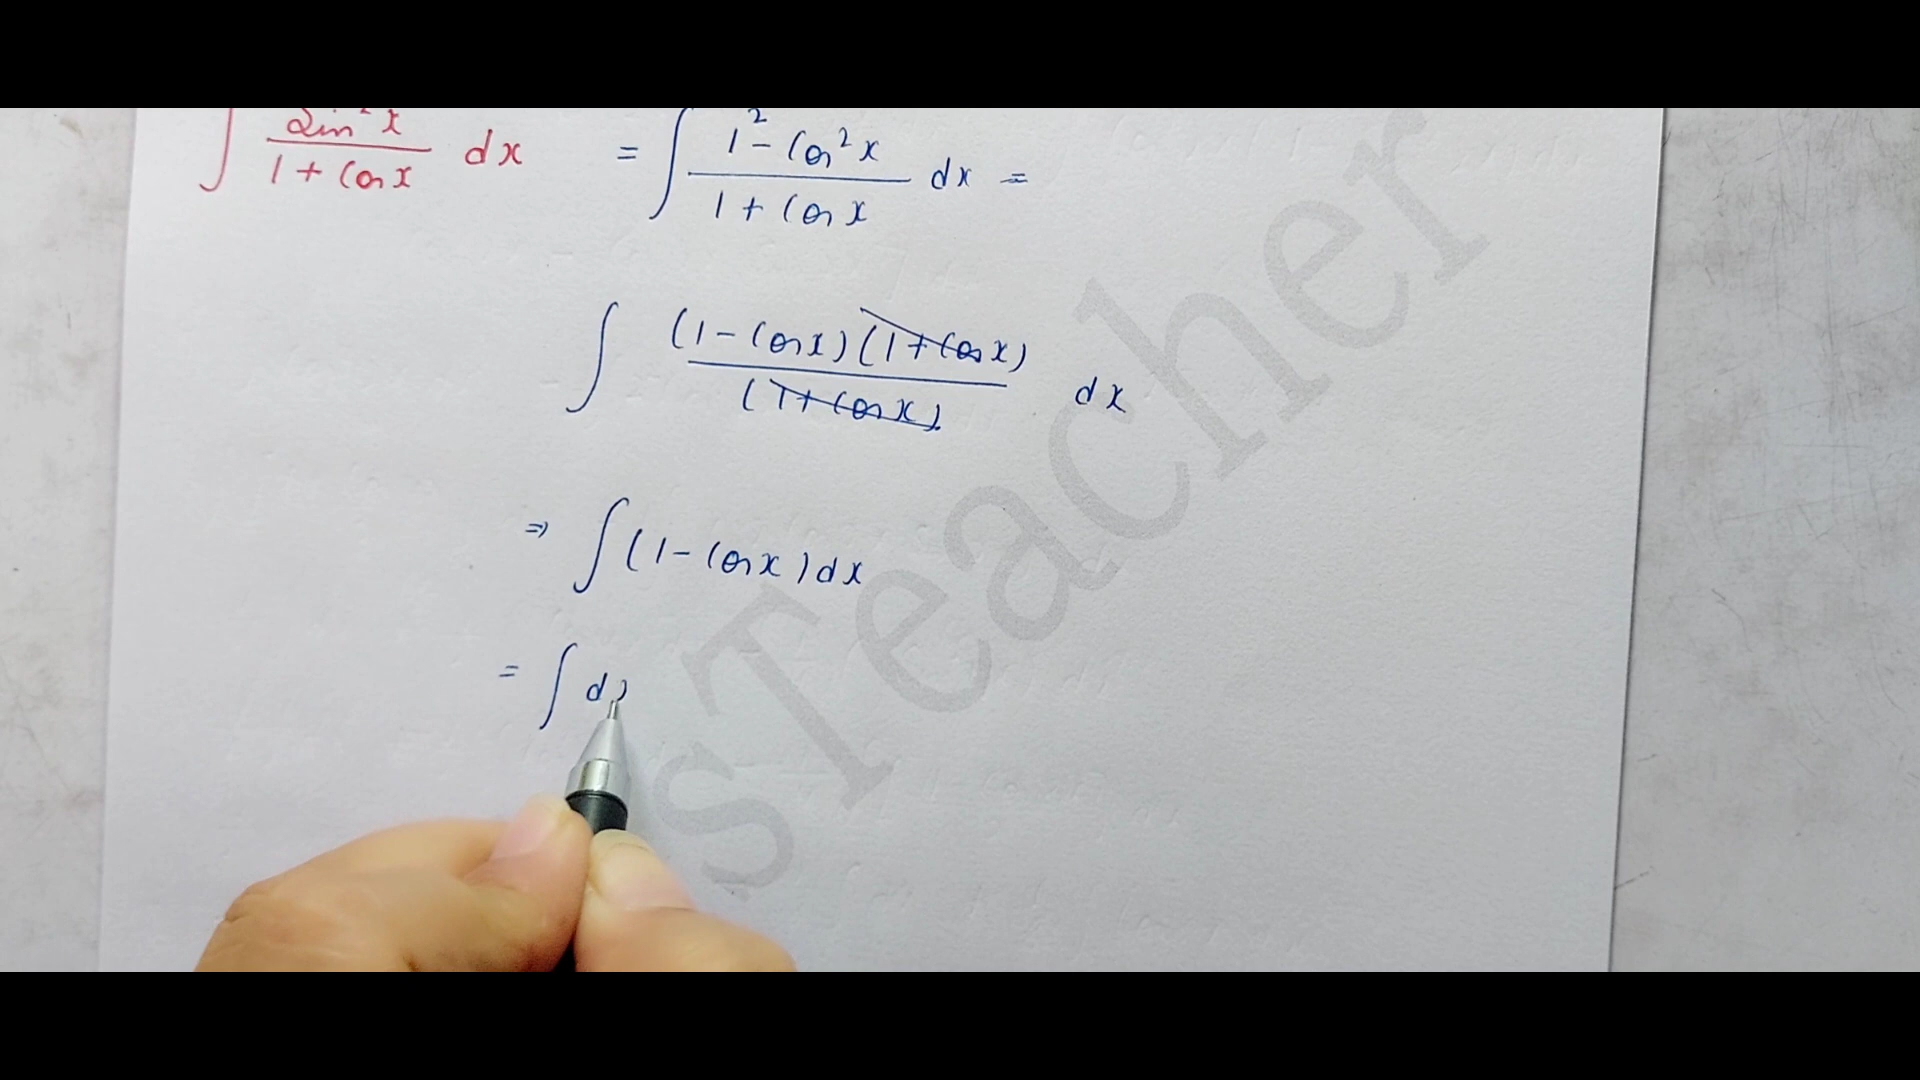 ∫ sin²x / 1 + cos x dx = ∫ 1² - cos²x / 1 + cos x dx =
∫ (1 - cos x)(1 + cos x) / (1 + cos x) dx
⇒ ∫ (1 - cos x) dx
= ∫ d
sTeacher